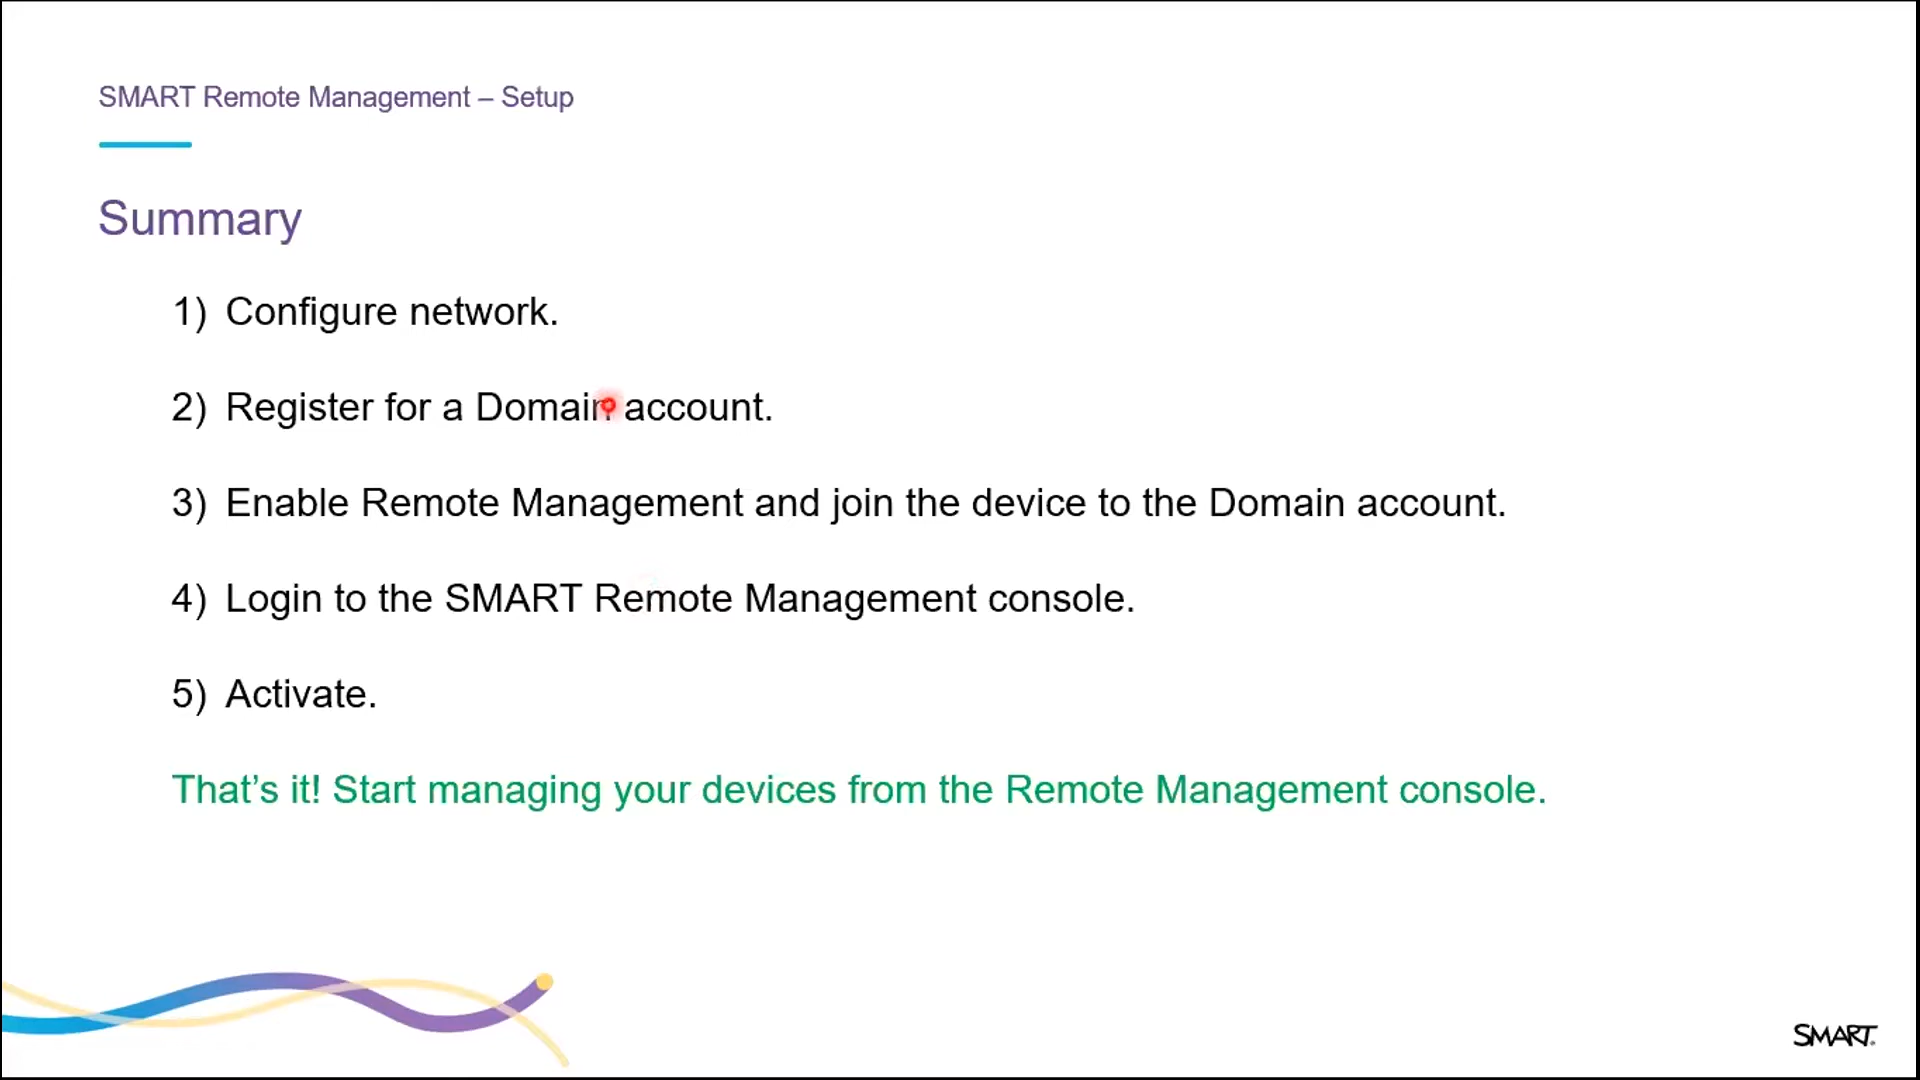 SMART Remote Management – Setup
Summary
1) Configure network.
2) Register for a Domain account.
3) Enable Remote Management and join the device to the Domain account.
4) Login to the SMART Remote Management console.
5) Activate.
That’s it! Start managing your devices from the Remote Management console.
SMART